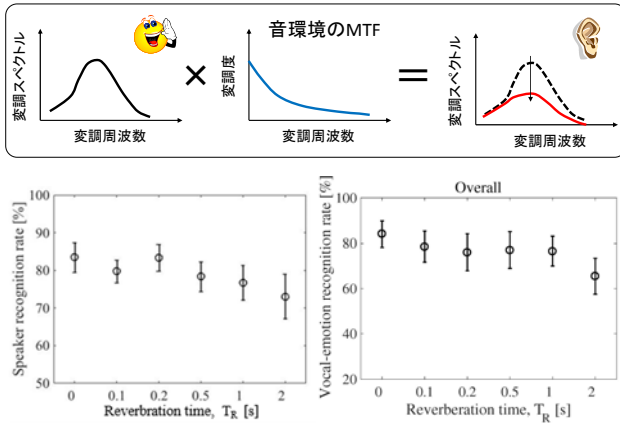 音環境のMTF
変調スペクトル
変調周波数
×
変調度
変調周波数
=
変調スペクトル
変調周波数
Speaker recognition rate [%]
100
90
80
70
60
50
0 0.1 0.2 0.5 1 2
Reverbration time, T_R [s]
Overall
Vocal-emotion recognition rate [%]
100
80
60
40
20
0 0.1 0.2 0.5 1 2
Reverberation time, T_R [s]